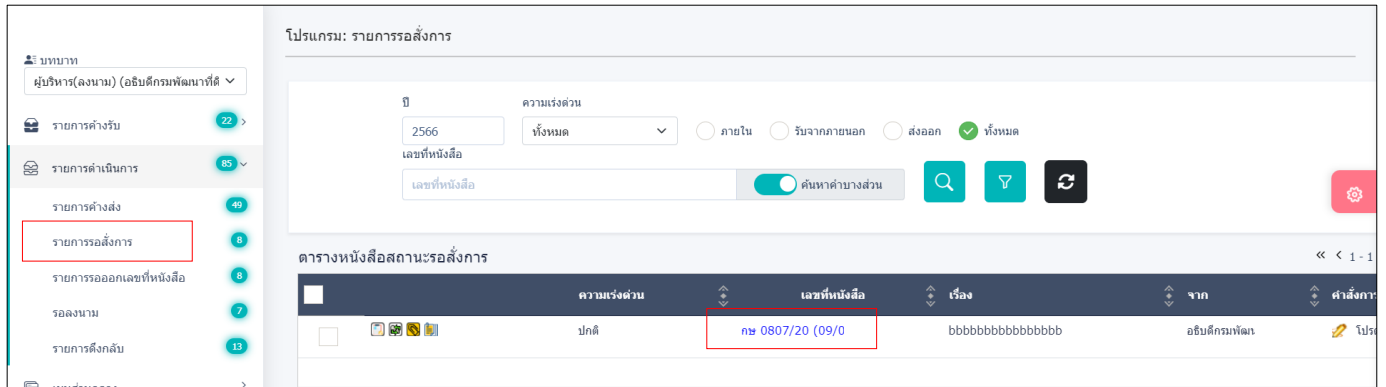 โปรแกรม: รายการรอสั่งการ
บทบาท
ผู้บริหาร(ลงนาม) (อธิบดีกรมพัฒนาที่ดิ
รายการค้างรับ 22
รายการดำเนินการ 85
รายการค้างส่ง 49
รายการรอสั่งการ 8
รายการรอออกเลขที่หนังสือ 8
รอลงนาม 7
รายการดึงกลับ 13
ปี ความเร่งด่วน
2566 ทั้งหมด ภายใน รับจากภายนอก ส่งออก ทั้งหมด
เลขที่หนังสือ
เลขที่หนังสือ ค้นหาคำบางส่วน
ตารางหนังสือสถานะรอสั่งการ 1 - 1
ความเร่งด่วน เลขที่หนังสือ เรื่อง จาก คำสั่งการ
ปกติ กษ 0807/20 (09/0 bbbbbbbbbbbbbbbb อธิบดีกรมพัฒน โปร